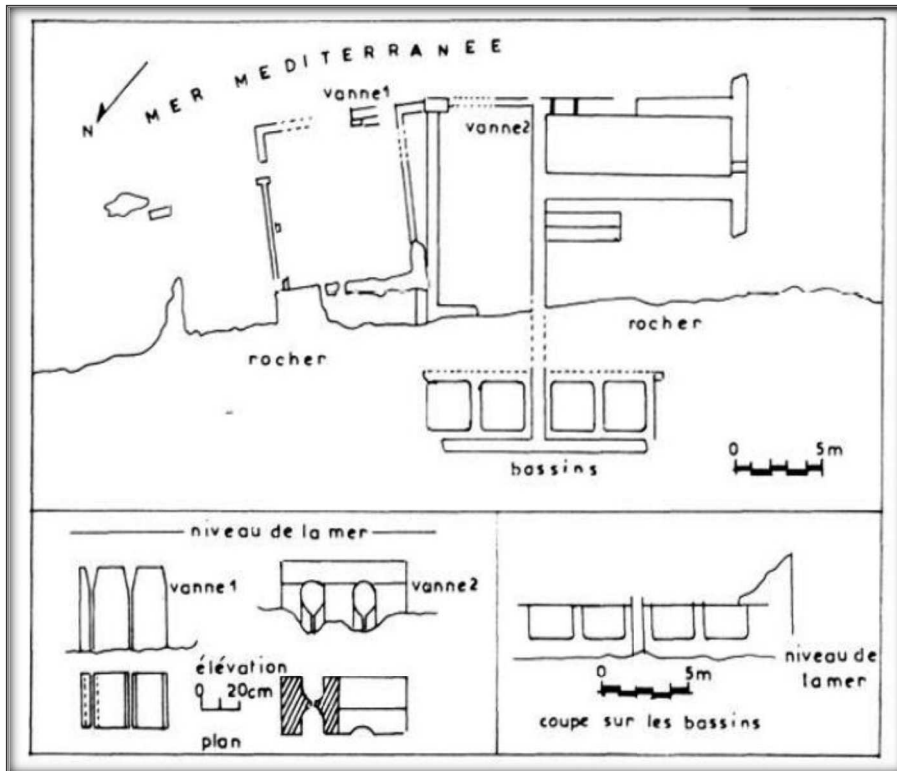 MER MEDITERRANEE
N
vanne1
vanne2
rocher
rocher
bassins
0 5m
niveau de la mer
vanne1
vanne2
élévation
0 20cm
plan
niveau de
la mer
0 5m
coupe sur les bassins